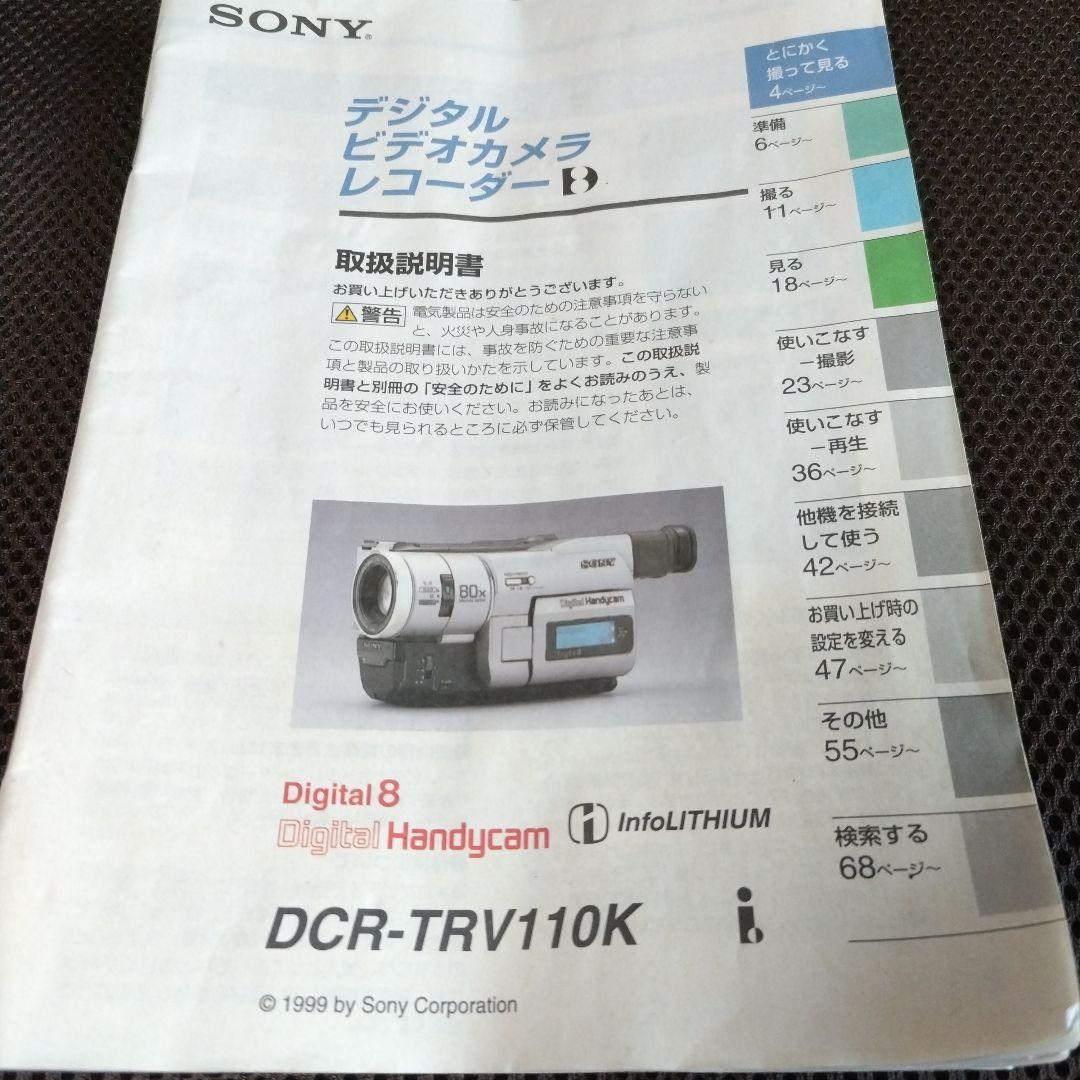 SONY®
デジタル
ビデオカメラ
レコーダー
取扱説明書
お買い上げいただきありがとうございます。
警告 電気製品は安全のための注意事項を守らない
と、火災や人身事故になることがあります。
この取扱説明書には、事故を防ぐための重要な注意事
項と製品の取り扱いかたを示しています。この取扱説
明書と別冊の「安全のために」をよくお読みのうえ、製
品を安全にお使いください。お読みになったあとは、
いつでも見られるところに必ず保管してください。
SONY
80x
Digital Handycam
SONY
Digital 8
Digital Handycam
InfoLITHIUM
DCR-TRV110K
i
© 1999 by Sony Corporation
とにかく
撮って見る
4ページ〜
準備
6ページ〜
撮る
11ページ〜
見る
18ページ〜
使いこなす
－撮影
23ページ〜
使いこなす
－再生
36ページ〜
他機を接続
して使う
42ページ〜
お買い上げ時の
設定を変える
47ページ〜
その他
55ページ〜
検索する
68ページ〜